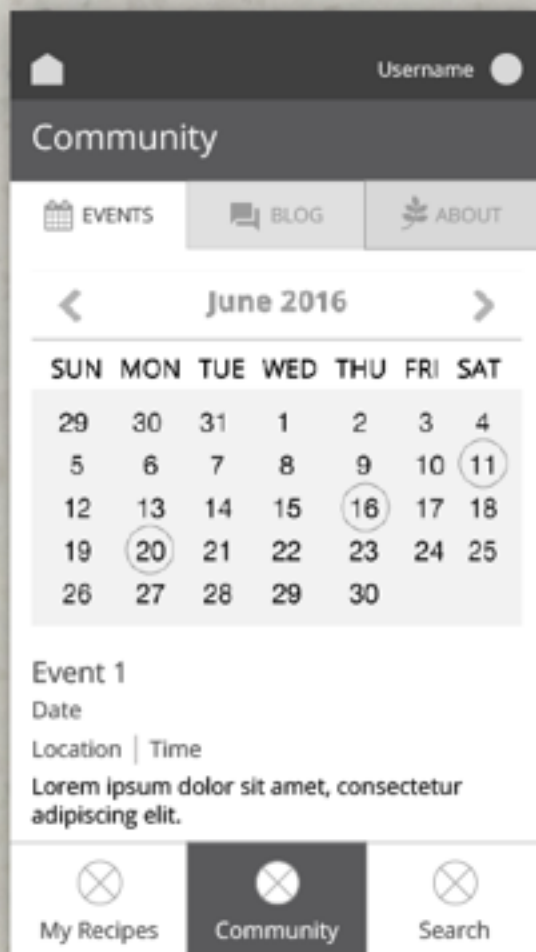 Username
Community
EVENTS BLOG ABOUT
June 2016
SUN MON TUE WED THU FRI SAT
29 30 31 1 2 3 4
5 6 7 8 9 10 11
12 13 14 15 16 17 18
19 20 21 22 23 24 25
26 27 28 29 30
Event 1
Date
Location | Time
Lorem ipsum dolor sit amet, consectetur
adipiscing elit.
My Recipes Community Search